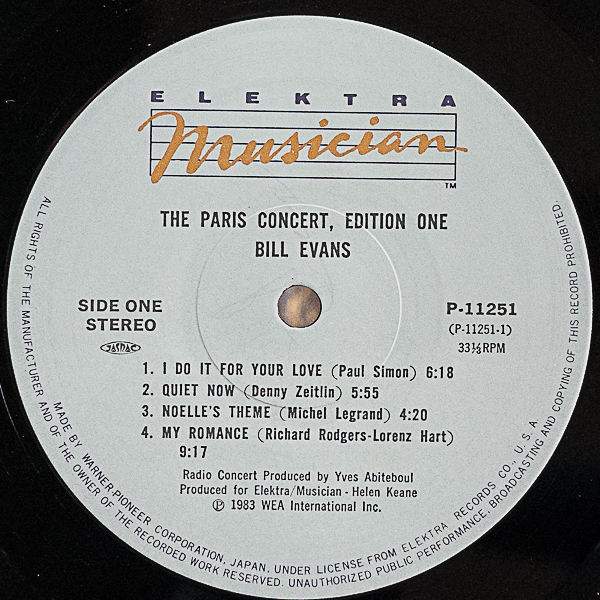 ELEKTRA
Musician
TM
THE PARIS CONCERT, EDITION ONE
BILL EVANS
SIDE ONE
STEREO
JASRAC
P-11251
(P-11251-1)
33⅓RPM
1. I DO IT FOR YOUR LOVE (Paul Simon) 6:18
2. QUIET NOW (Denny Zeitlin) 5:55
3. NOELLE'S THEME (Michel Legrand) 4:20
4. MY ROMANCE (Richard Rodgers-Lorenz Hart)
9:17
Radio Concert Produced by Yves Abiteboul
Produced for Elektra/Musician - Helen Keane
Ⓟ 1983 WEA International Inc.
MADE BY WARNER-PIONEER CORPORATION, JAPAN, UNDER LICENSE FROM ELEKTRA RECORDS CO., U. S. A.
ALL RIGHTS OF THE MANUFACTURER AND OF THE OWNER OF THE RECORDED WORK RESERVED. UNAUTHORIZED PUBLIC PERFORMANCE, BROADCASTING AND COPYING OF THIS RECORD PROHIBITED.